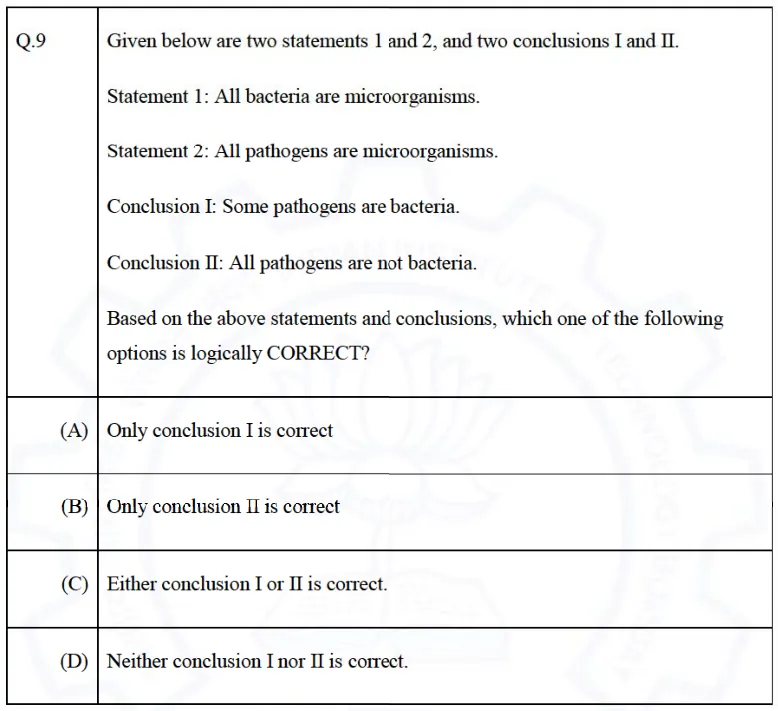 Q.9
Given below are two statements 1 and 2, and two conclusions I and II.
Statement 1: All bacteria are microorganisms.
Statement 2: All pathogens are microorganisms.
Conclusion I: Some pathogens are bacteria.
Conclusion II: All pathogens are not bacteria.
Based on the above statements and conclusions, which one of the following
options is logically CORRECT?
(A) Only conclusion I is correct
(B) Only conclusion II is correct
(C) Either conclusion I or II is correct.
(D) Neither conclusion I nor II is correct.